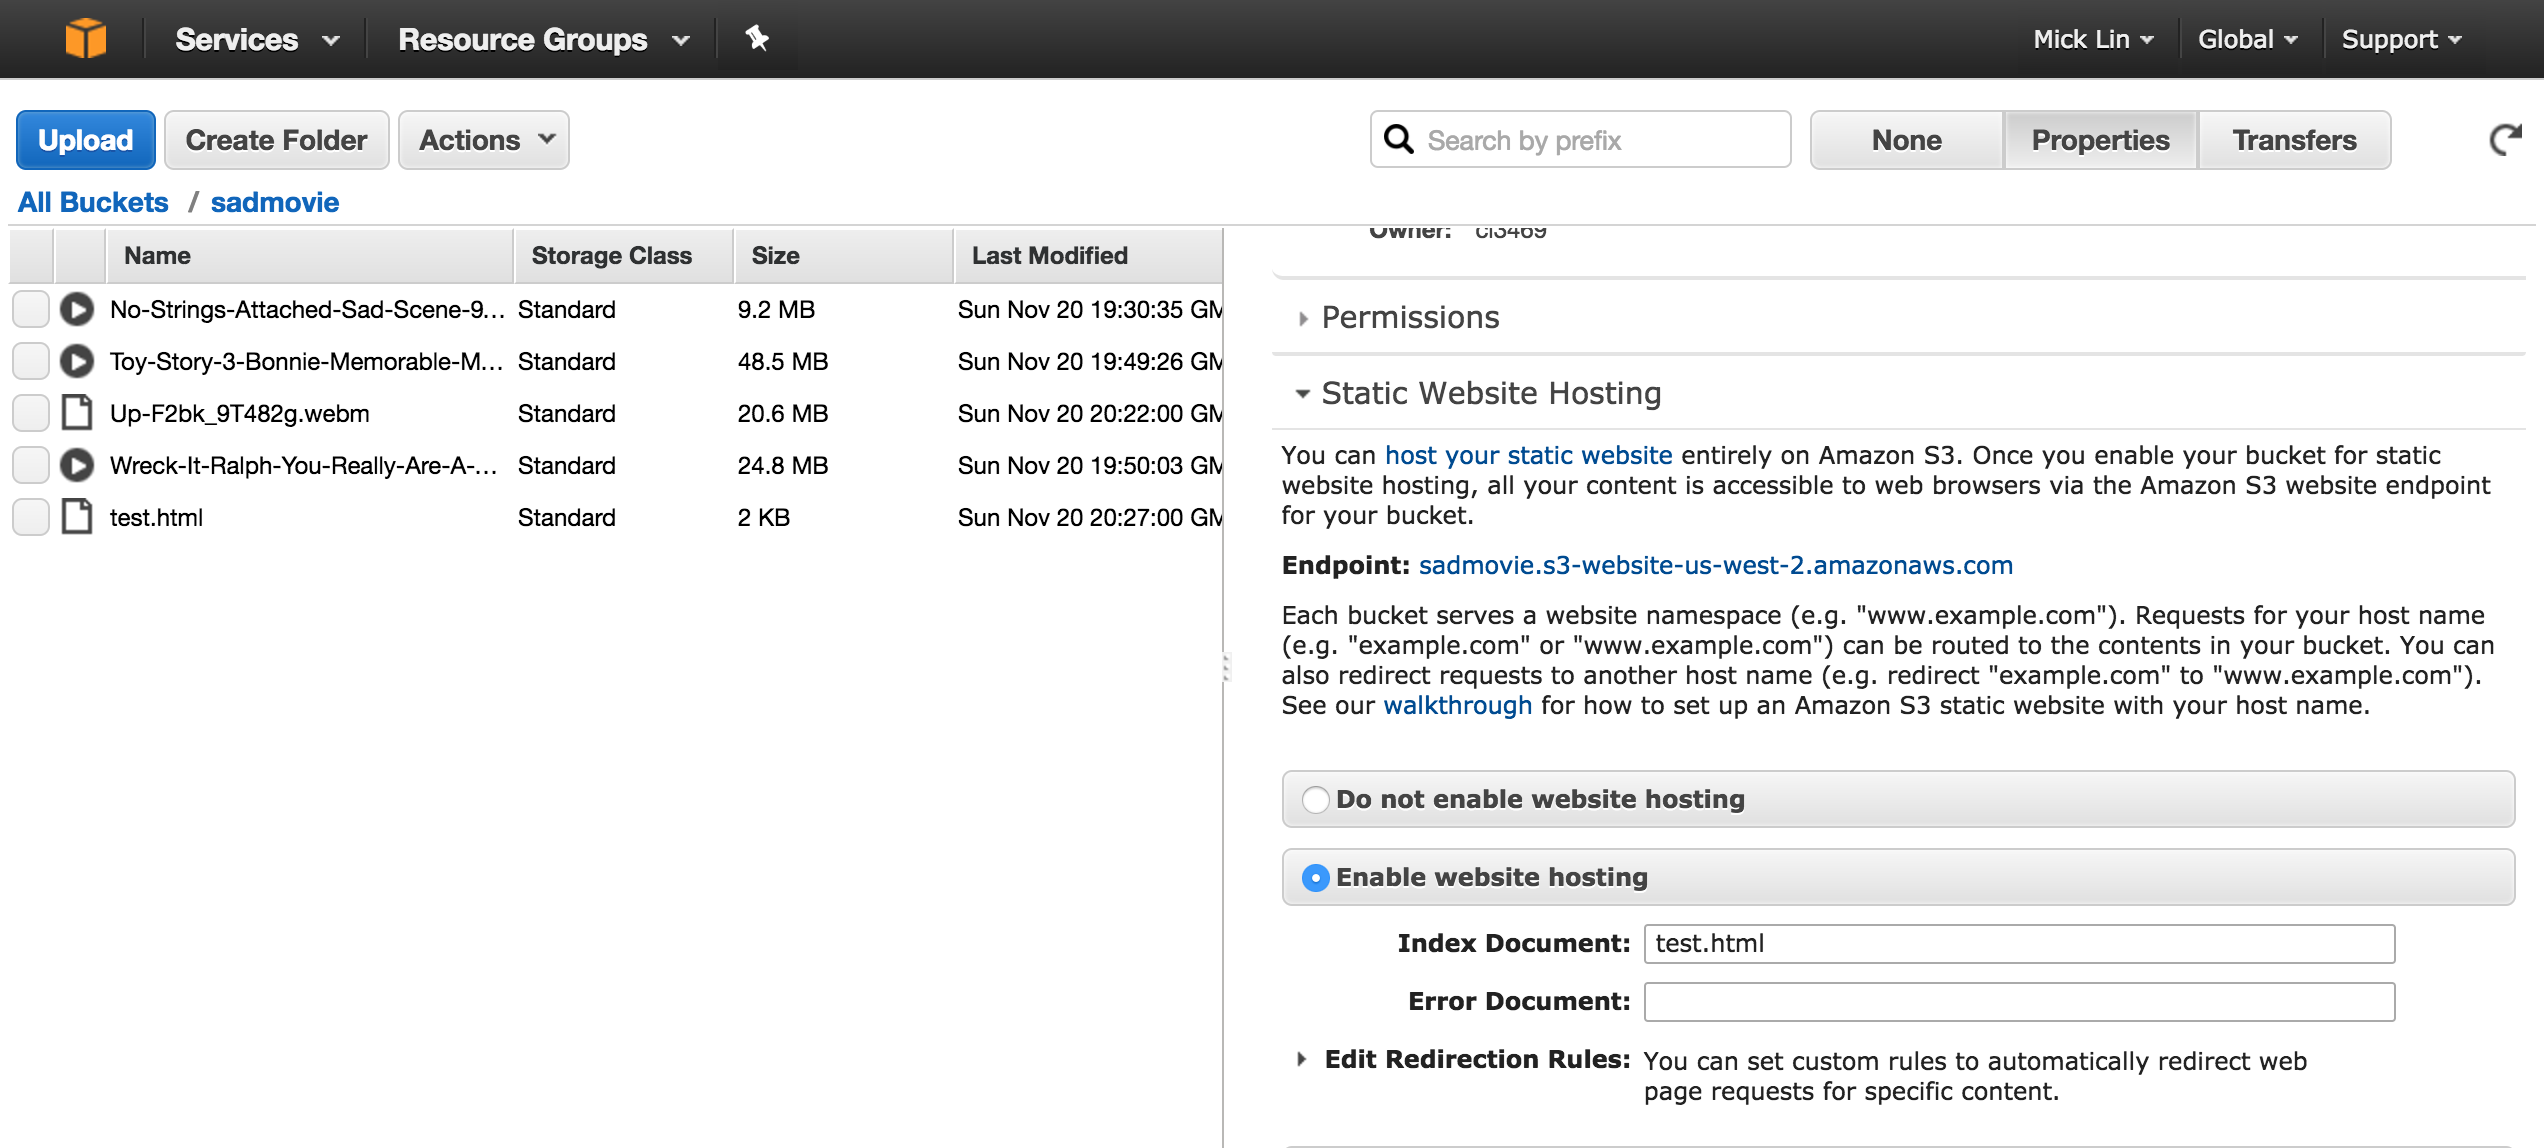 Services
Resource Groups
Mick Lin
Global
Support
Upload
Create Folder
Actions
Search by prefix
None
Properties
Transfers
All Buckets / sadmovie
Name Storage Class Size Last Modified
No-Strings-Attached-Sad-Scene-9... Standard 9.2 MB Sun Nov 20 19:30:35 GM
Toy-Story-3-Bonnie-Memorable-M... Standard 48.5 MB Sun Nov 20 19:49:26 GM
Up-F2bk_9T482g.webm Standard 20.6 MB Sun Nov 20 20:22:00 GM
Wreck-It-Ralph-You-Really-Are-A-... Standard 24.8 MB Sun Nov 20 19:50:03 GM
test.html Standard 2 KB Sun Nov 20 20:27:00 GM
Owner: ci3469
Permissions
Static Website Hosting
You can host your static website entirely on Amazon S3. Once you enable your bucket for static
website hosting, all your content is accessible to web browsers via the Amazon S3 website endpoint
for your bucket.
Endpoint: sadmovie.s3-website-us-west-2.amazonaws.com
Each bucket serves a website namespace (e.g. "www.example.com"). Requests for your host name
(e.g. "example.com" or "www.example.com") can be routed to the contents in your bucket. You can
also redirect requests to another host name (e.g. redirect "example.com" to "www.example.com").
See our walkthrough for how to set up an Amazon S3 static website with your host name.
Do not enable website hosting
Enable website hosting
Index Document: test.html
Error Document:
Edit Redirection Rules: You can set custom rules to automatically redirect web
page requests for specific content.